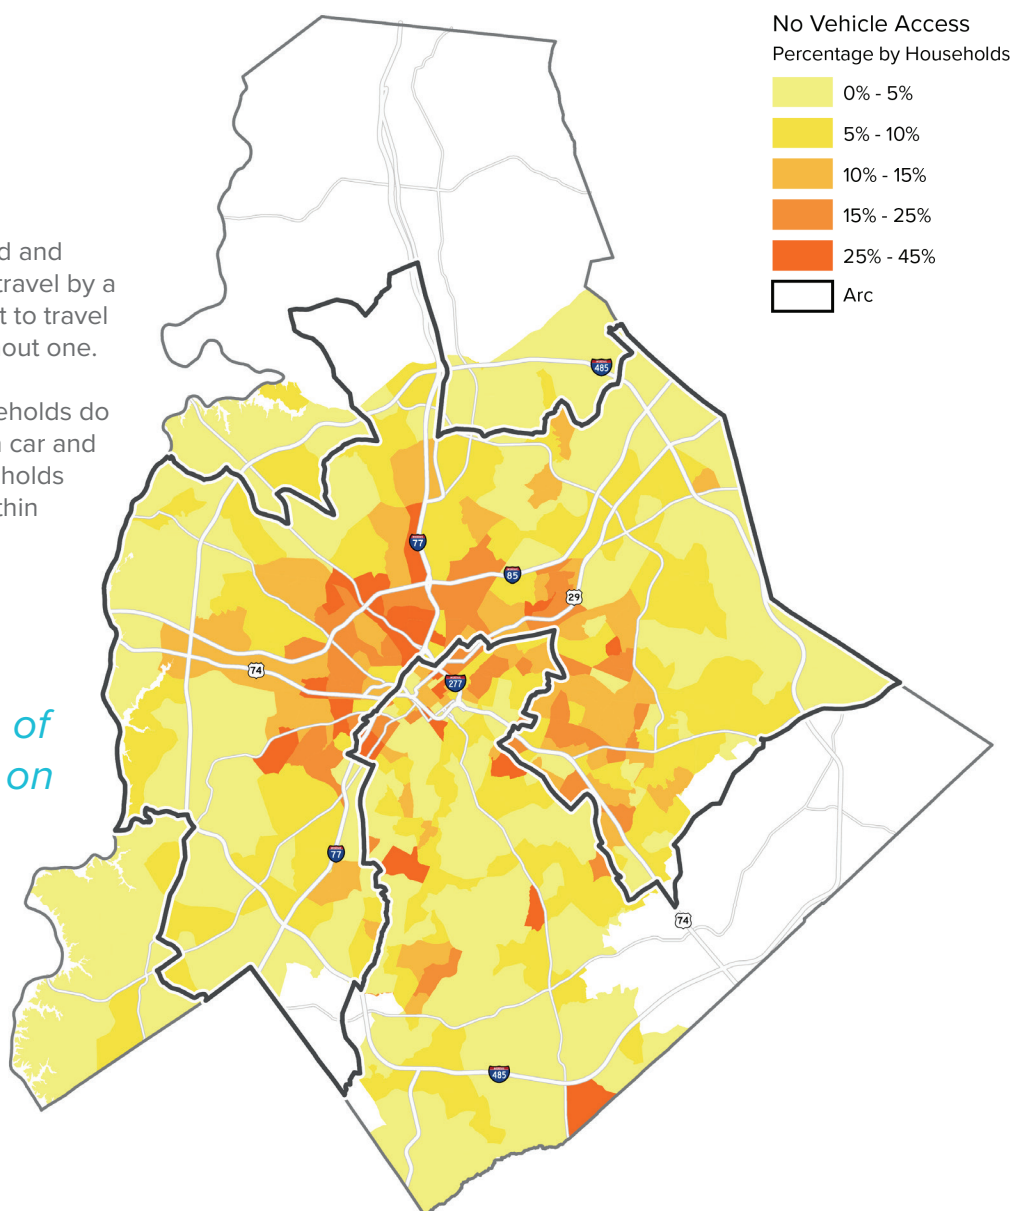 No Vehicle Access
Percentage by Households
0% - 5%
5% - 10%
10% - 15%
15% - 25%
25% - 45%
Arc
d and
travel by a
t to travel
out one.
eholds do
car and
holds
thin
of
on
485
77
85
29
74
277
77
74
485